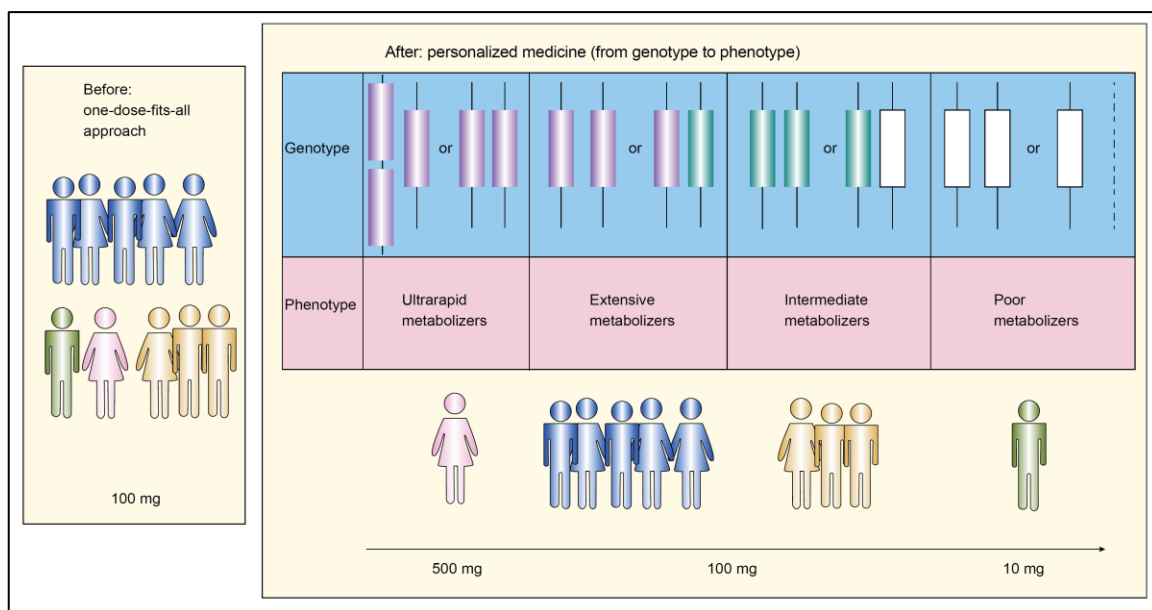 Before:
one-dose-fits-all
approach
100 mg
After: personalized medicine (from genotype to phenotype)
Genotype
or
or
or
or
Phenotype
Ultrarapid
metabolizers
Extensive
metabolizers
Intermediate
metabolizers
Poor
metabolizers
500 mg
100 mg
10 mg